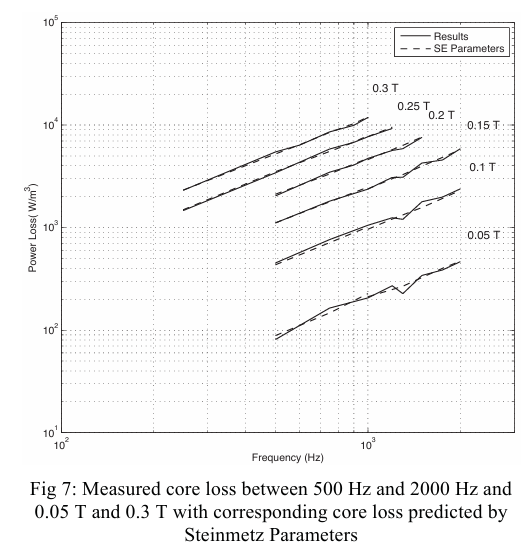 10^5
Results
SE Parameters
0.3 T
0.25 T
0.2 T
10^4
0.15 T
0.1 T
Power Loss( W/m^3)
10^3
0.05 T
10^2
10^1
10^2
10^3
Frequency (Hz)
Fig 7: Measured core loss between 500 Hz and 2000 Hz and
0.05 T and 0.3 T with corresponding core loss predicted by
Steinmetz Parameters